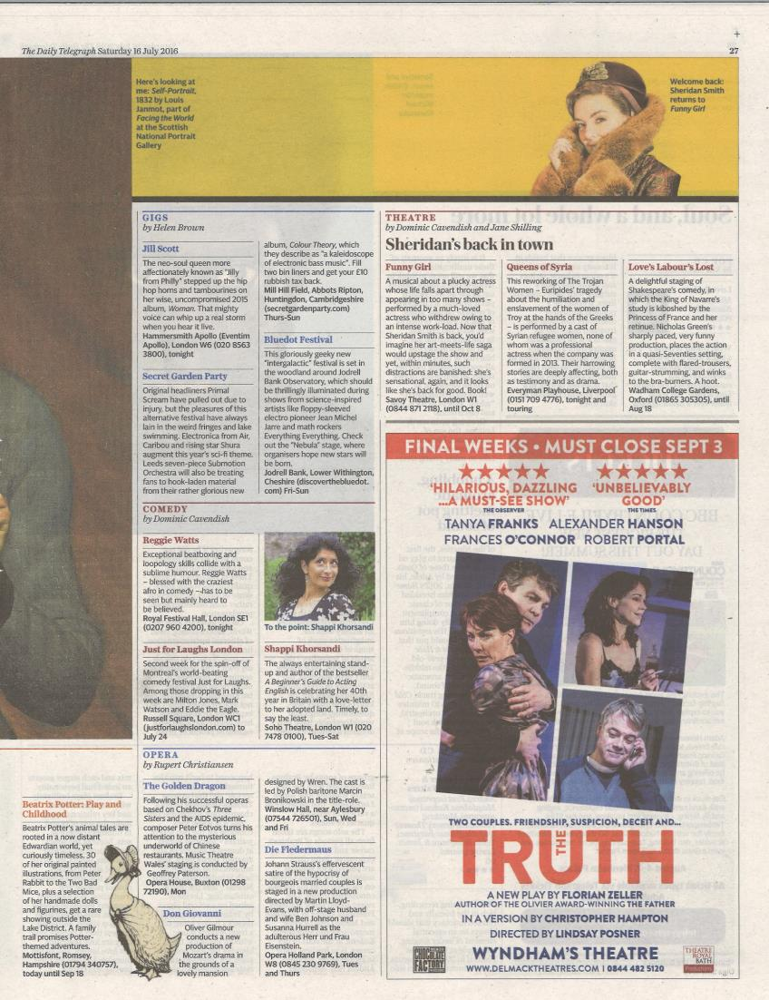 The Daily Telegraph Saturday 16 July 2016
27
Here's looking at
me: Self-Portrait,
1832 by Louis
Janmot, part of
Facing the World
at the Scottish
National Portrait
Gallery
Welcome back:
Sheridan Smith
returns to
Funny Girl
GIGS
by Helen Brown
Jill Scott
The neo-soul queen more
affectionately known as "Jilly
from Philly" stepped up the hip
hop horns and tambourines on
her wise, uncompromised 2015
album, Woman. That mighty
voice can whip up a real storm
when you hear it live.
Hammersmith Apollo (Eventim
Apollo), London W6 (020 8563
3800), tonight
Secret Garden Party
Original headliners Primal
Scream have pulled out due to
injury, but the pleasures of this
alternative festival have always
lain in the weird fringes and lake
swimming. Electronica from Air,
Caribou and rising star Shura
augment this year's sci-fi theme.
Leeds seven-piece Submotion
Orchestra will also be treating
fans to hook-laden material
from their rather glorious new
album, Colour Theory, which
they describe as "a kaleidoscope
of electronic bass music". Fill
two bin liners and get your £10
rubbish tax back.
Mill Hill Field, Abbots Ripton,
Huntingdon, Cambridgeshire
(secretgardenparty.com)
Thurs-Sun
Bluedot Festival
This gloriously geeky new
"intergalactic" festival is set in
the woodland around Jodrell
Bank Observatory, which should
be thrillingly illuminated during
shows from science-inspired
artists like floppy-sleeved
electro pioneer Jean Michel
Jarre and math rockers
Everything Everything. Check
out the "Nebula" stage, where
organisers hope new stars will
be born.
Jodrell Bank, Lower Withington,
Cheshire (discoverthebluedot.
com) Fri-Sun
COMEDY
by Dominic Cavendish
Reggie Watts
Exceptional beatboxing and
loopology skills collide with a
sublime humour. Reggie Watts
– blessed with the craziest
afro in comedy –has to be
seen but mainly heard to
be believed.
Royal Festival Hall, London SE1
(0207 960 4200), tonight
Just for Laughs London
Second week for the spin-off of
Montreal's world-beating
comedy festival Just for Laughs.
Among those dropping in this
week are Milton Jones, Mark
Watson and Eddie the Eagle.
Russell Square, London WC1
(justforlaughslondon.com) to
July 24
To the point: Shappi Khorsandi
Shappi Khorsandi
The always entertaining stand-
up and author of the bestseller
A Beginner's Guide to Acting
English is celebrating her 40th
year in Britain with a love-letter
to her adopted land. Timely, to
say the least.
Soho Theatre, London W1 (020
7478 0100), Tues-Sat
OPERA
by Rupert Christiansen
The Golden Dragon
Following his successful operas
based on Chekhov's Three
Sisters and the AIDS epidemic,
composer Peter Eotvos turns his
attention to the mysterious
underworld of Chinese
restaurants. Music Theatre
Wales' staging is conducted by
Geoffrey Paterson.
Opera House, Buxton (01298
72190), Mon
Don Giovanni
Oliver Gilmour
conducts a new
production of
Mozart's drama in
the grounds of a
lovely mansion
designed by Wren. The cast is
led by Polish baritone Marcin
Bronikowski in the title-role.
Winslow Hall, near Aylesbury
(07544 726501), Sun, Wed
and Fri
Die Fledermaus
Johann Strauss's effervescent
satire of the hypocrisy of
bourgeois married couples is
staged in a new production
directed by Martin Lloyd-
Evans, with off-stage husband
and wife Ben Johnson and
Susanna Hurrell as the
adulterous Herr und Frau
Eisenstein.
Opera Holland Park, London
W8 (0845 230 9769), Tues
and Thurs
Beatrix Potter: Play and
Childhood
Beatrix Potter's animal tales are
rooted in a now distant
Edwardian world, yet
curiously timeless. 30
of her original painted
illustrations, from Peter
Rabbit to the Two Bad
Mice, plus a selection
of her handmade dolls
and figurines, get a rare
showing outside the
Lake District. A family
trail promises Potter-
themed adventures.
Mottisfont, Romsey,
Hampshire (01794 340757),
today until Sep 18
THEATRE
by Dominic Cavendish and Jane Shilling
Sheridan's back in town
Funny Girl
A musical about a plucky actress
whose life falls apart through
appearing in too many shows –
performed by a much-loved
actress who withdrew owing to
an intense work-load. Now that
Sheridan Smith is back, you'd
imagine her art-meets-life saga
would upstage the show and
yet, within minutes, such
distractions are banished: she's
sensational, again, and it looks
like she's back for good. Book!
Savoy Theatre, London W1
(0844 871 2118), until Oct 8
Queens of Syria
This reworking of The Trojan
Women – Euripides' tragedy
about the humiliation and
enslavement of the women of
Troy at the hands of the Greeks
– is performed by a cast of
Syrian refugee women, none of
whom was a professional
actress when the company was
formed in 2013. Their harrowing
stories are deeply affecting, both
as testimony and as drama.
Everyman Playhouse, Liverpool
(0151 709 4776), tonight and
touring
Love's Labour's Lost
A delightful staging of
Shakespeare's comedy, in
which the King of Navarre's
study is kiboshed by the
Princess of France and her
retinue. Nicholas Green's
sharply paced, very funny
production, places the action
in a quasi-Seventies setting,
complete with flared-trousers,
guitar-strumming, and winks
to the bra-burners. A hoot.
Wadham College Gardens,
Oxford (01865 305305), until
Aug 18
FINAL WEEKS • MUST CLOSE SEPT 3
'HILARIOUS, DAZZLING
...A MUST-SEE SHOW'
THE OBSERVER
'UNBELIEVABLY
GOOD'
THE TIMES
TANYA FRANKS ALEXANDER HANSON
FRANCES O'CONNOR ROBERT PORTAL
TWO COUPLES. FRIENDSHIP, SUSPICION, DECEIT AND...
THE
TRUTH
A NEW PLAY BY FLORIAN ZELLER
AUTHOR OF THE OLIVIER AWARD-WINNING THE FATHER
IN A VERSION BY CHRISTOPHER HAMPTON
DIRECTED BY LINDSAY POSNER
CHOCOLATE
FACTORY
WYNDHAM'S THEATRE
WWW.DELMACKTHEATRES.COM | 0844 482 5120
THEATRE
ROYAL
BATH
Productions